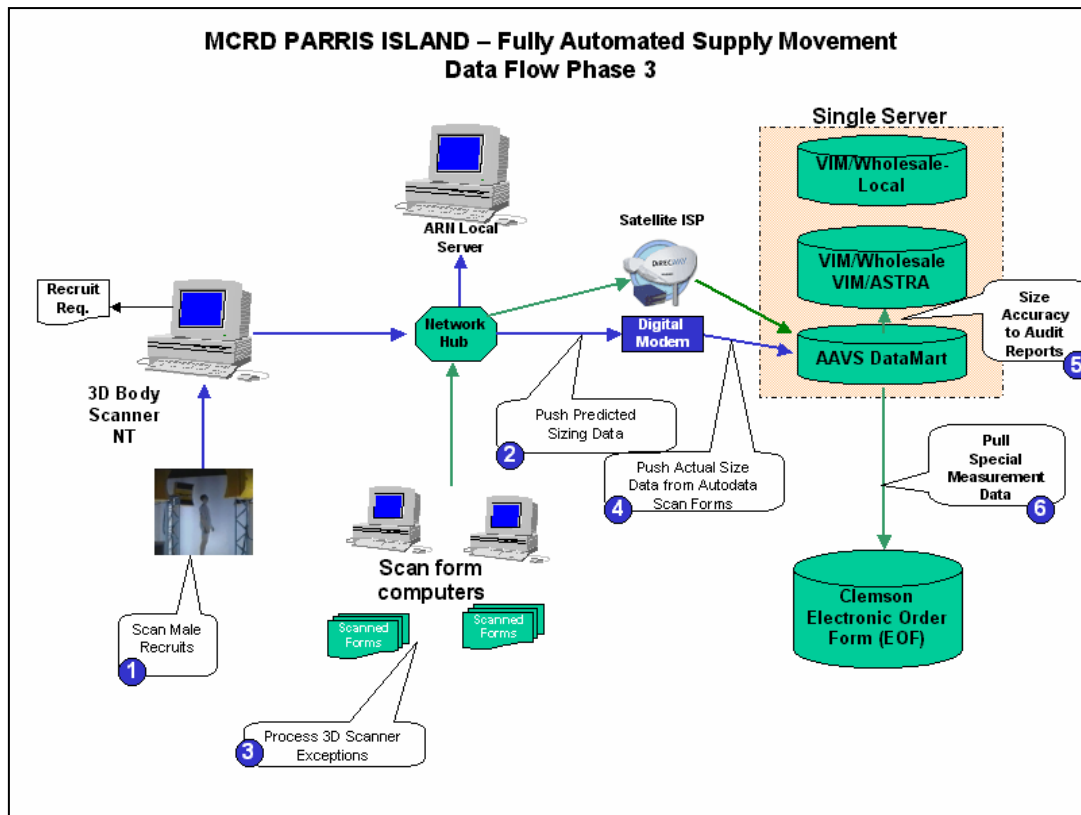 MCRD PARRIS ISLAND – Fully Automated Supply Movement
Data Flow Phase 3
Single Server
VIM/Wholesale-
Local
Satellite ISP
DIRECWAY
ARN Local
Server
VIM/Wholesale
VIM/ASTRA
Size
Accuracy
to Audit
Reports
5
Recruit
Req.
Network
Hub
Digital
Modem
AAVS DataMart
3D Body
Scanner
NT
Push Predicted
Sizing Data
2
Push Actual Size
Data from Autodata
Scan Forms
4
Pull
Special
Measurement
Data
6
Scan form
computers
Scanned
Forms
Scanned
Forms
Scan Male
Recruits
1
Process 3D Scanner
Exceptions
3
Clemson
Electronic Order
Form (EOF)